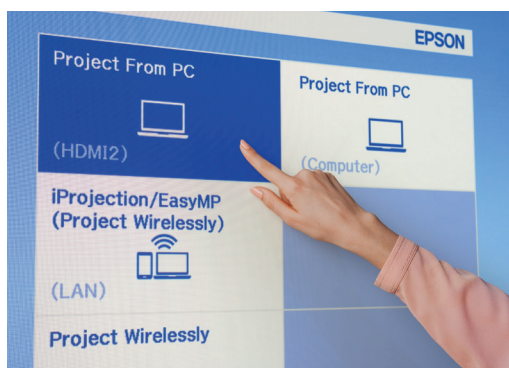 EPSON
Project From PC
(HDMI2)
Project From PC
(Computer)
iProjection/EasyMP
(Project Wirelessly)
(LAN)
Project Wirelessly